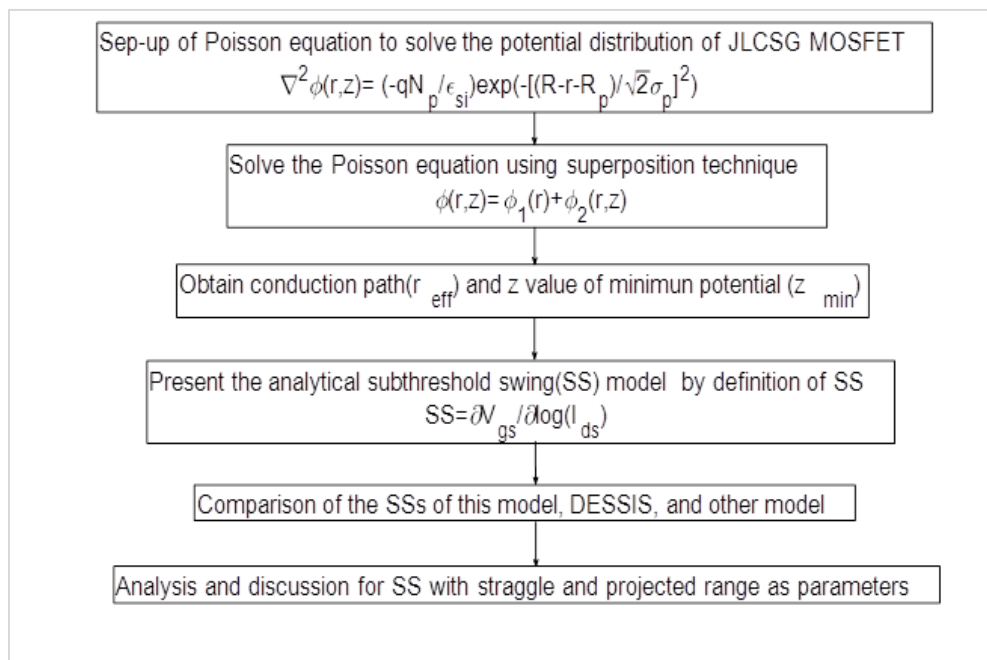 Sep-up of Poisson equation to solve the potential distribution of JLCSG MOSFET
∇²ϕ(r,z)= (-qN_p/ϵ_si)exp(-[(R-r-R_p)/√2σ_p]²)
Solve the Poisson equation using superposition technique
ϕ(r,z)=ϕ_1(r)+ϕ_2(r,z)
Obtain conduction path(r_eff) and z value of minimun potential (z_min)
Present the analytical subthreshold swing(SS) model by definition of SS
SS=∂V_gs/∂log(I_ds)
Comparison of the SSs of this model, DESSIS, and other model
Analysis and discussion for SS with straggle and projected range as parameters